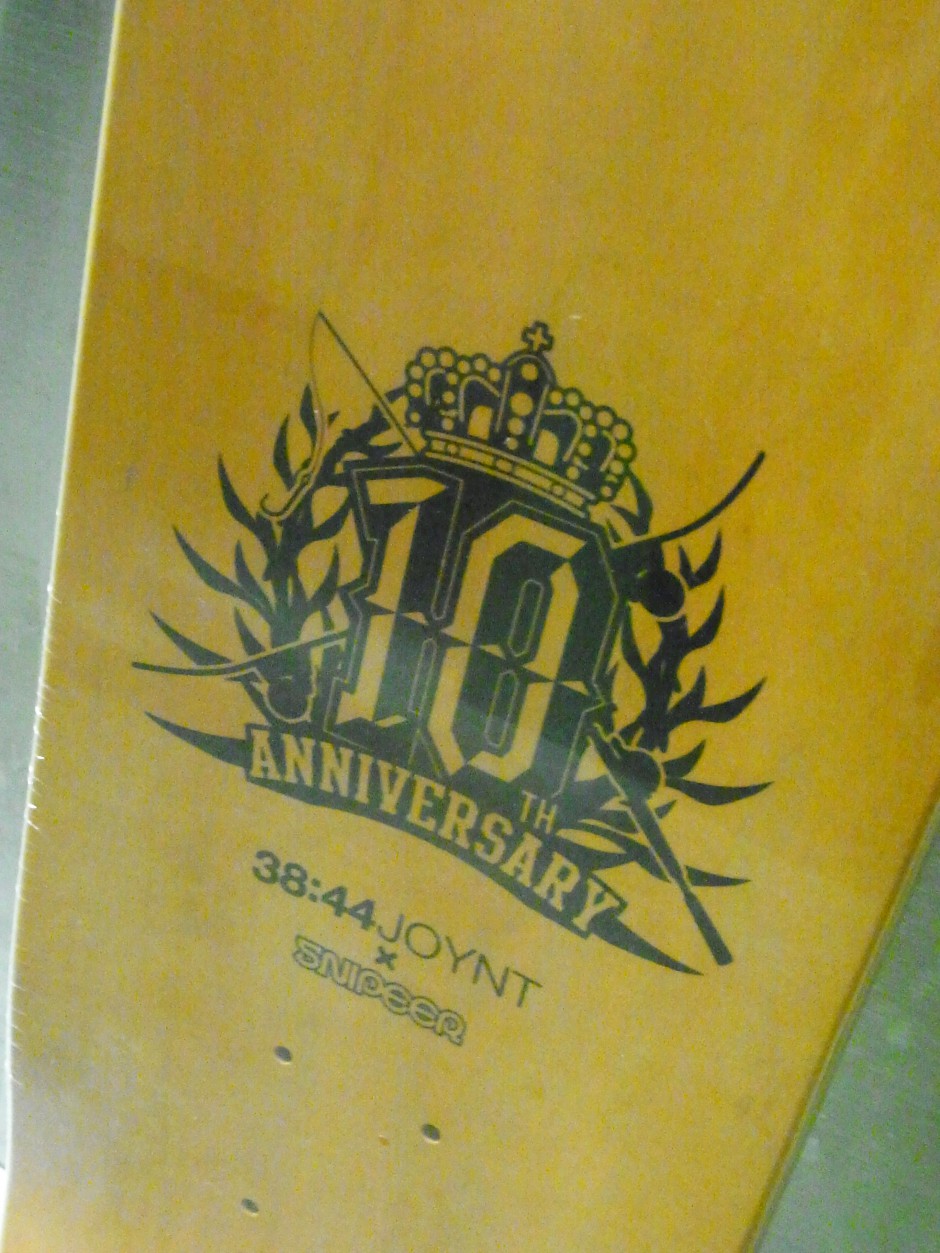 10
TH
ANNIVERSARY
38:44JOYNT
×
SNIPEER